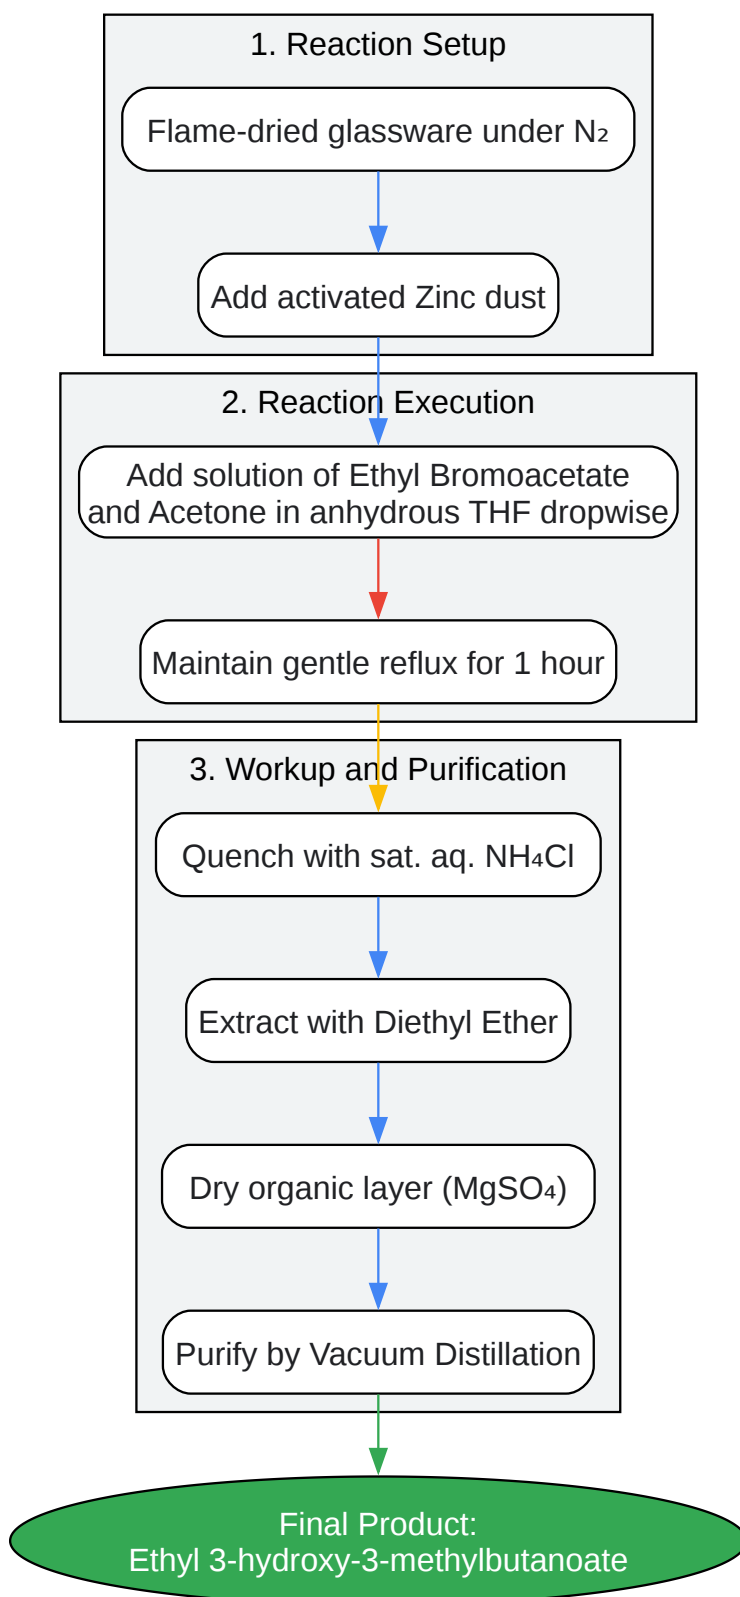 1. Reaction Setup
Flame-dried glassware under N₂
Add activated Zinc dust
2. Reaction Execution
Add solution of Ethyl Bromoacetate
and Acetone in anhydrous THF dropwise
Maintain gentle reflux for 1 hour
3. Workup and Purification
Quench with sat. aq. NH₄Cl
Extract with Diethyl Ether
Dry organic layer (MgSO₄)
Purify by Vacuum Distillation
Final Product:
Ethyl 3-hydroxy-3-methylbutanoate